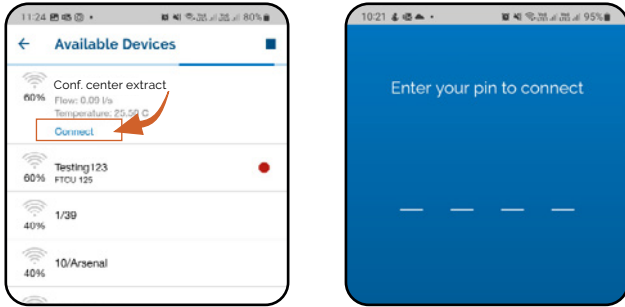 11:24
80%
Available Devices
Conf. center extract
60%
Flow: 0.09 l/s
Temperature: 25.50 C
Connect
Testing123
60%
FTCU 125
1/39
40%
10/Arsenal
40%
10:21
95%
Enter your pin to connect